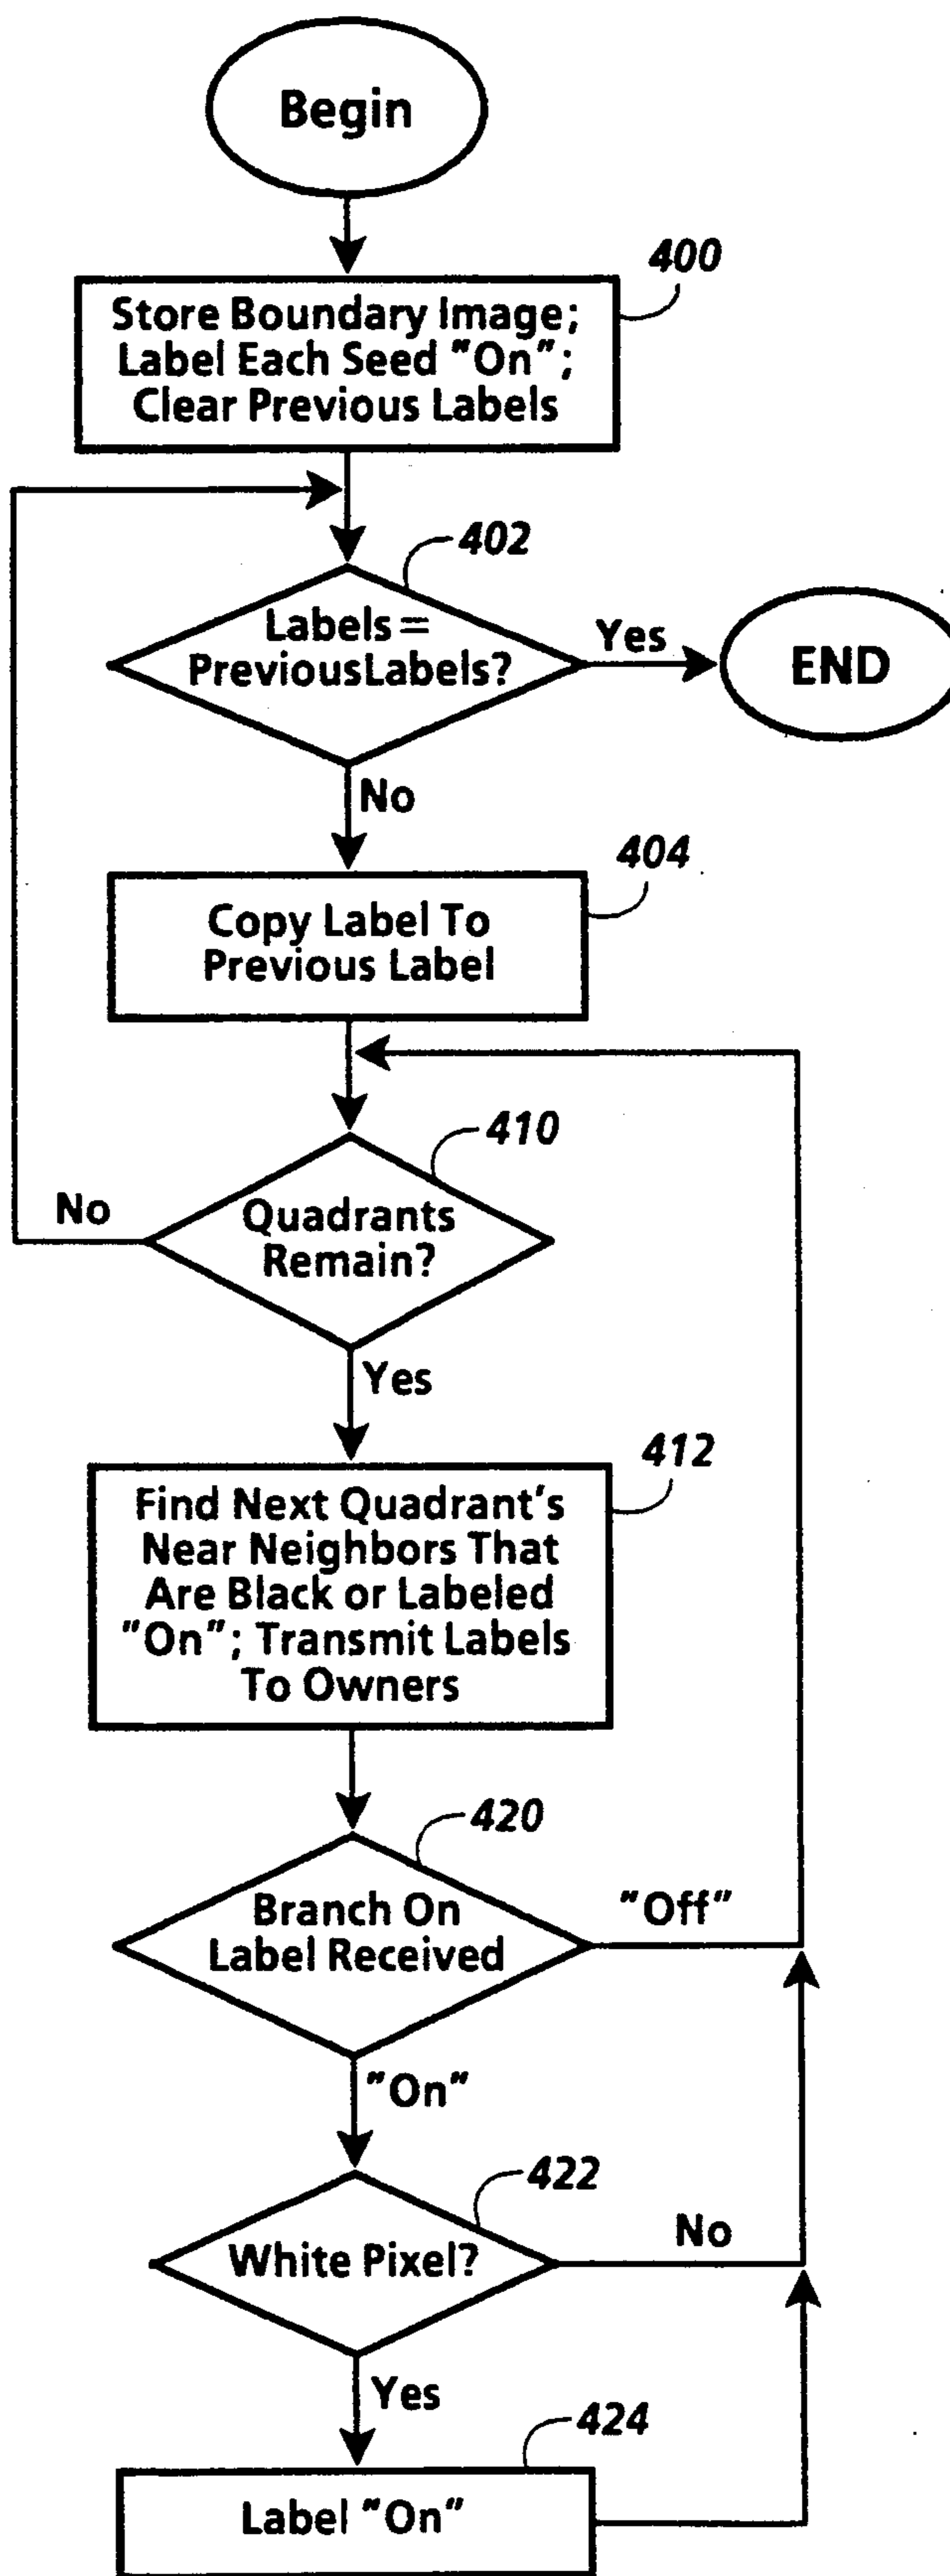 Begin
400
Store Boundary Image;
Label Each Seed "On";
Clear Previous Labels
402
Labels =
PreviousLabels?
Yes
END
No
404
Copy Label To
Previous Label
410
Quadrants
Remain?
No
Yes
412
Find Next Quadrant's
Near Neighbors That
Are Black or Labeled
"On"; Transmit Labels
To Owners
420
Branch On
Label Received
"Off"
"On"
422
White Pixel?
No
Yes
424
Label "On"